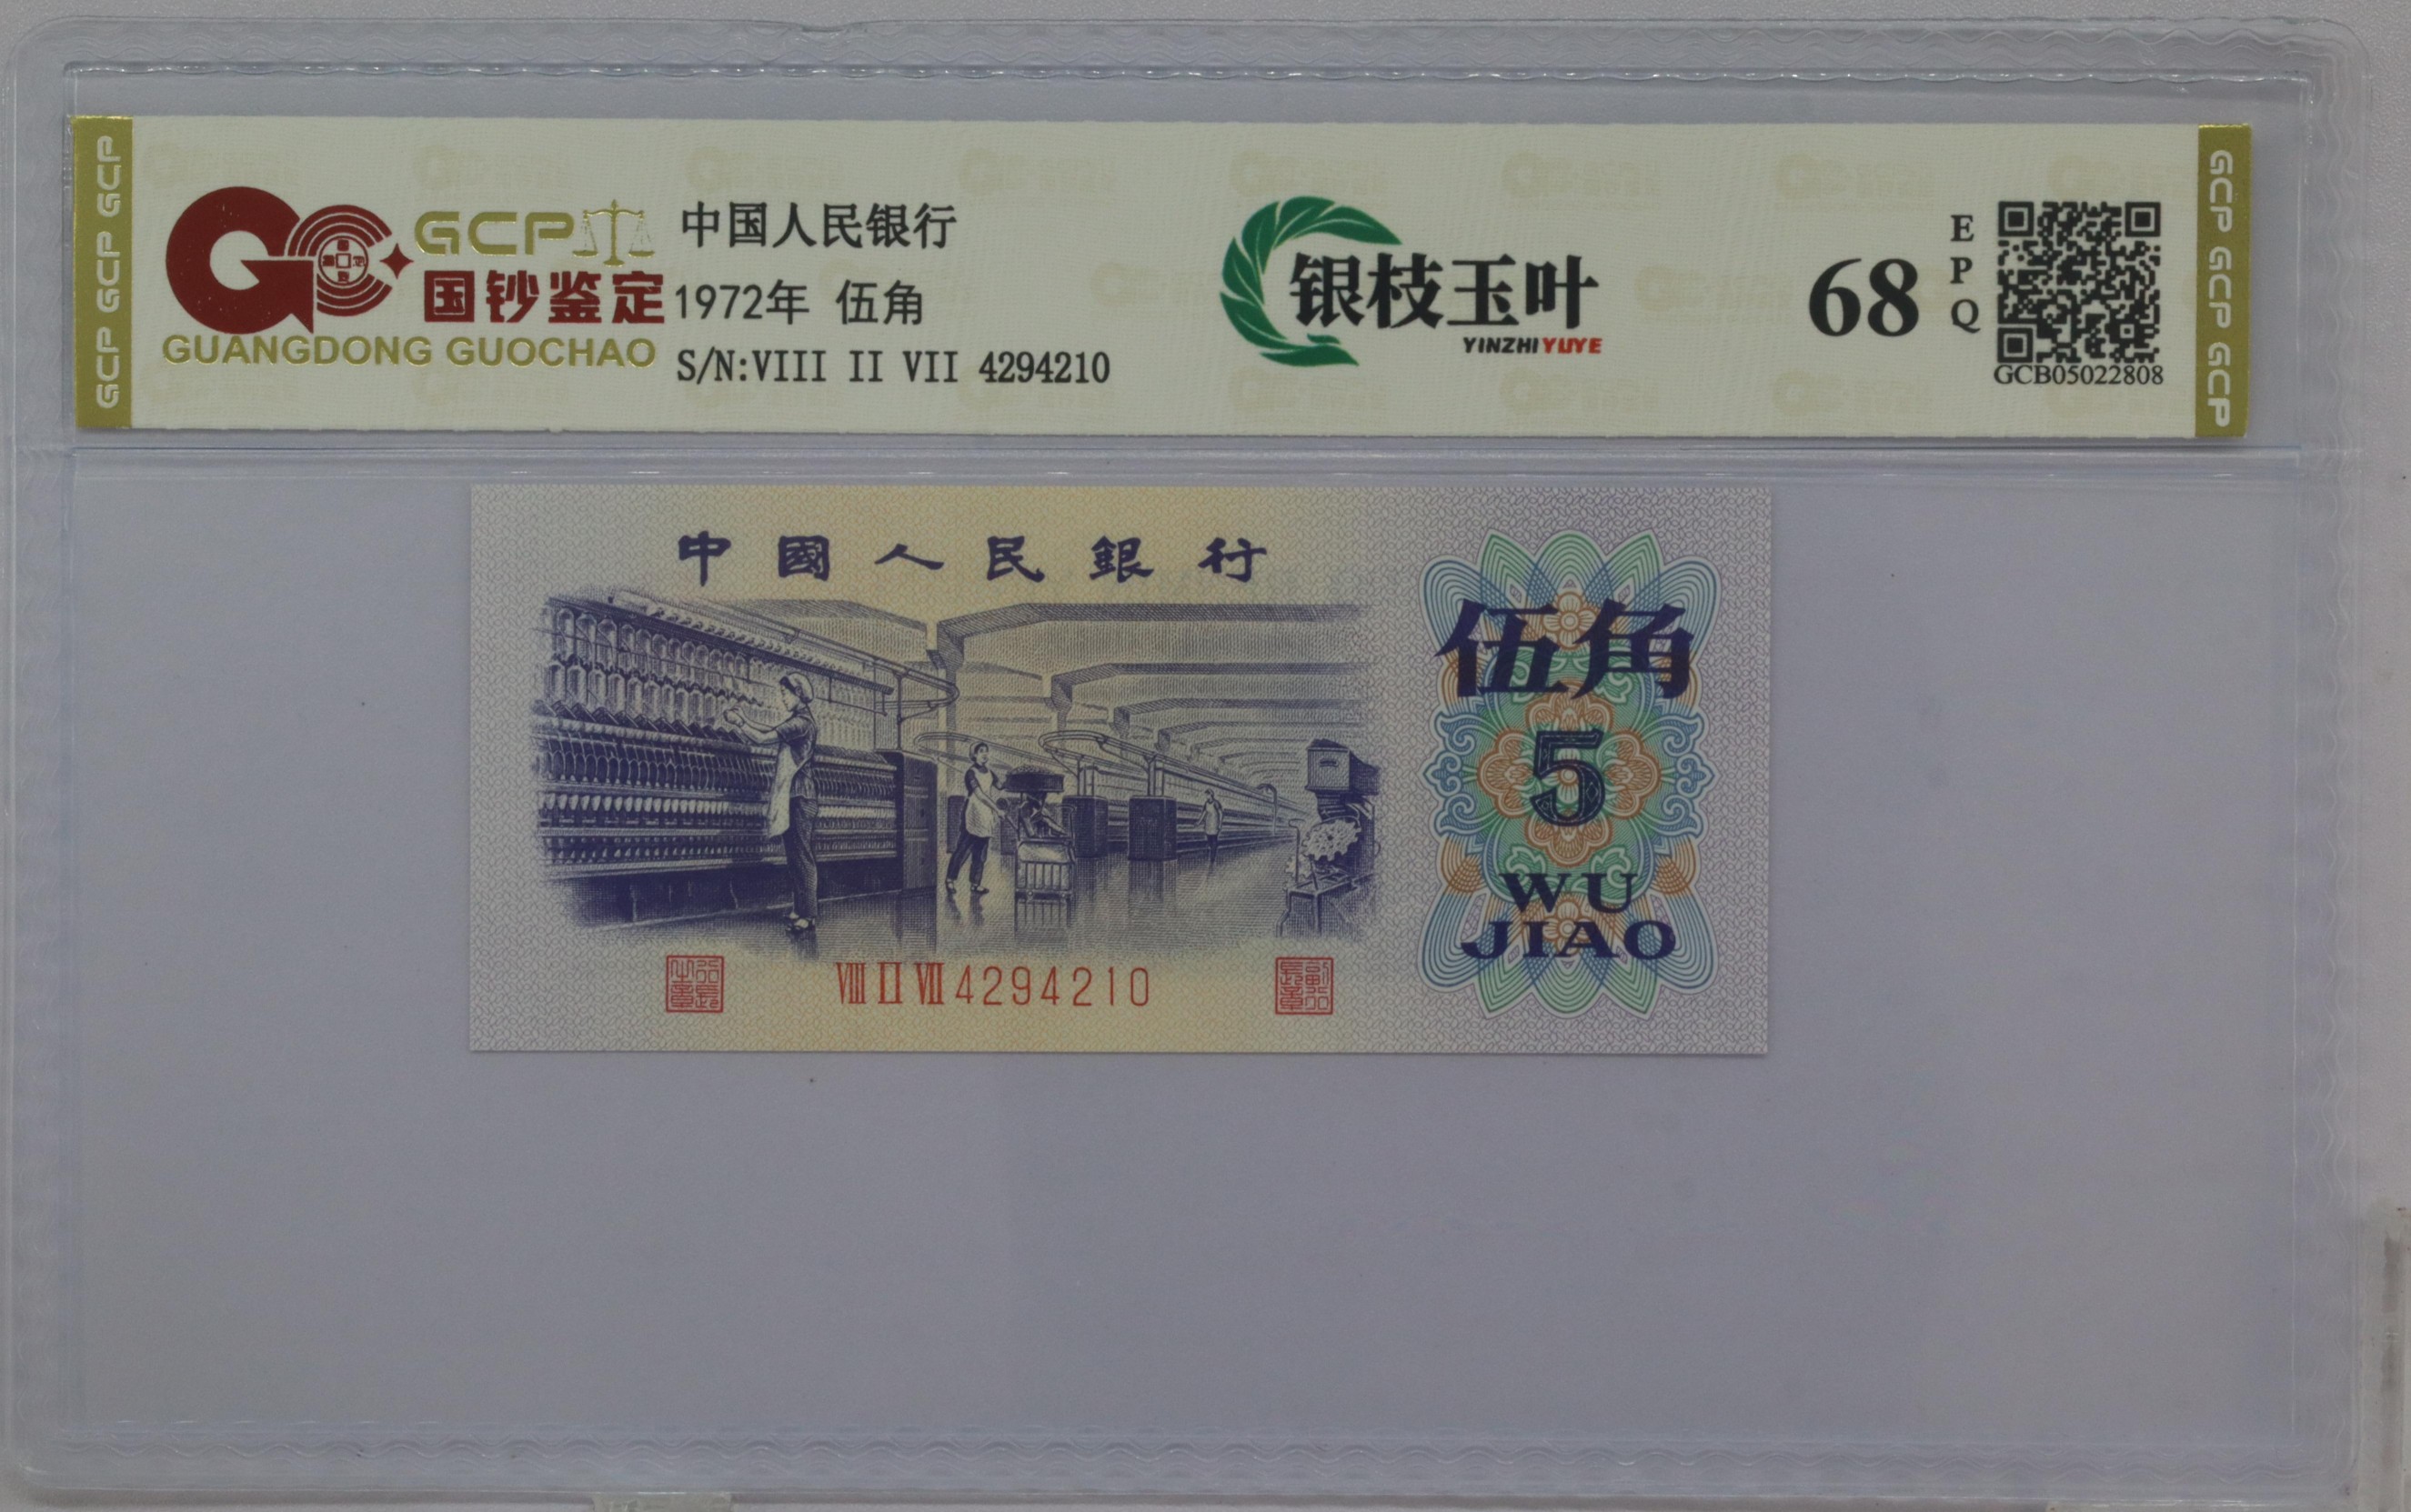 GCP GCP GCP
GCP
国钞鉴定
GUANGDONG GUOCHAO
中国人民银行
1972年 伍角
S/N:VIII II VII 4294210
银枝玉叶
YINZHIYUYE
68
EPQ
GCB05022808
GCP GCP GCP
中國人民銀行
伍角
5
WU
JIAO
VIII II VII 4294210